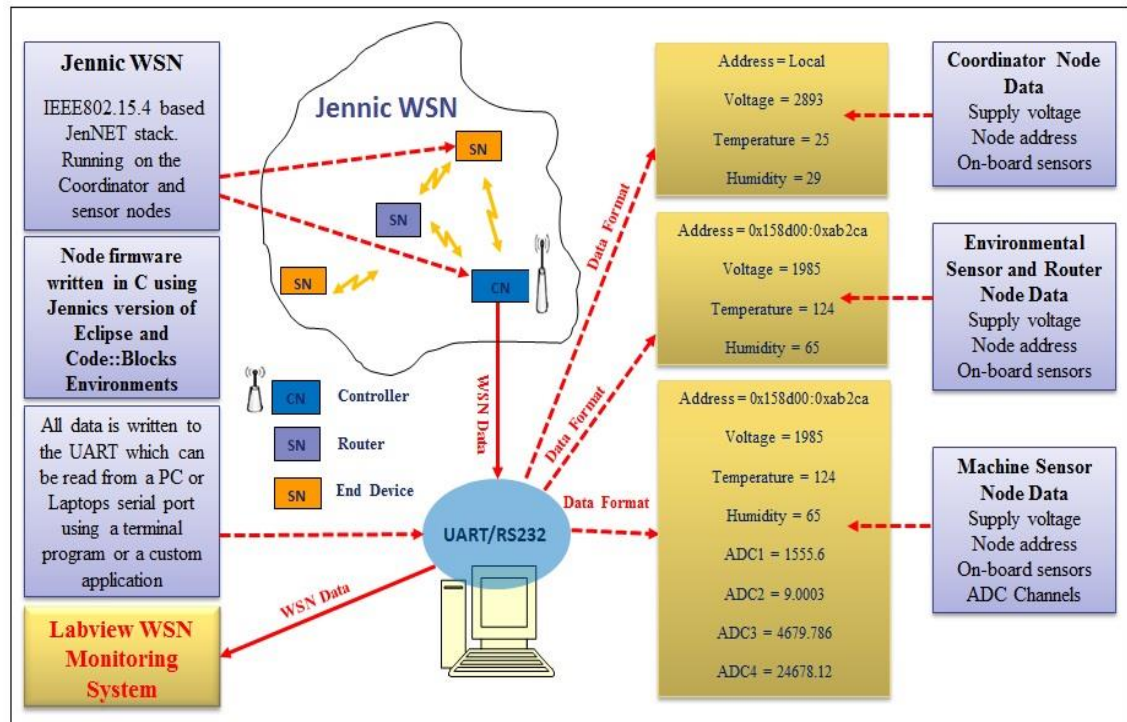 Jennic WSN
IEEE802.15.4 based
JenNET stack.
Running on the
Coordinator and
sensor nodes
Node firmware
written in C using
Jennics version of
Eclipse and
Code::Blocks
Environments
All data is written to
the UART which can
be read from a PC or
Laptops serial port
using a terminal
program or a custom
application
Labview WSN
Monitoring
System
Jennic WSN
SN
SN
SN
CN
CN
Controller
SN
Router
SN
End Device
WSN Data
UART/RS232
WSN Data
Data Format
Data Format
Data Format
Address = Local
Voltage = 2893
Temperature = 25
Humidity = 29
Address = 0x158d00:0xab2ca
Voltage = 1985
Temperature = 124
Humidity = 65
Address = 0x158d00:0xab2ca
Voltage = 1985
Temperature = 124
Humidity = 65
ADC1 = 1555.6
ADC2 = 9.0003
ADC3 = 4679.786
ADC4 = 24678.12
Coordinator Node
Data
Supply voltage
Node address
On-board sensors
Environmental
Sensor and Router
Node Data
Supply voltage
Node address
On-board sensors
Machine Sensor
Node Data
Supply voltage
Node address
On-board sensors
ADC Channels